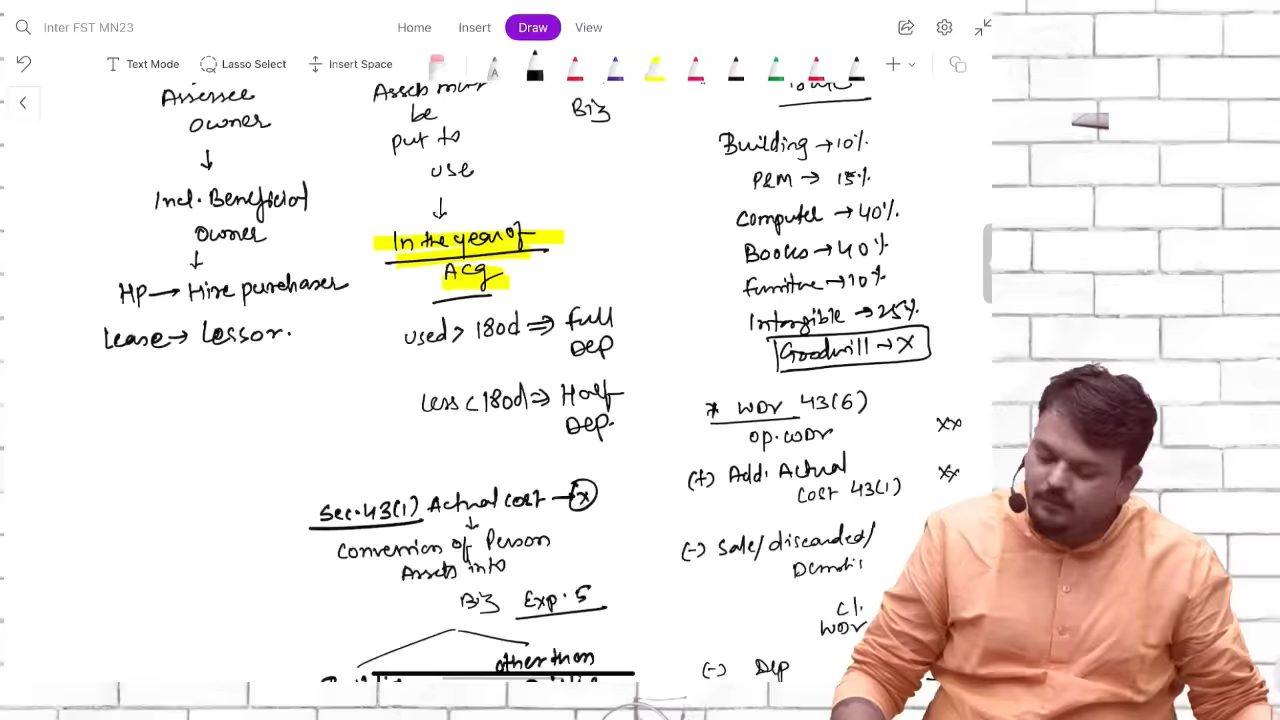 Inter FST MN23
Home
Insert
Draw
View
Text Mode
Lasso Select
Insert Space
Assessee
owner
↓
Incl. Beneficial
owner
↓
HP → Hire purchaser
Lease → Lessor.
Assets must
be
put to
use
↓
In the year of
ACQ
used > 180d ⇒ full
DEP
less < 180d ⇒ Half
DEP.
Biz
Building → 10%
P&M → 15%
Computer → 40%
Books → 40%
furniture → 10%
Intangible → 25%
Goodwill → X
Sec. 43(1) Actual cost → x
↓
Conversion of Person
Assets into
Biz Exp. 5
other than
* WDV 43(6)
op. WDV xx
(+) Add: Actual
Cost 43(1) xx
(-) Sale/discarded/
c/.
WDV
(-) Dep